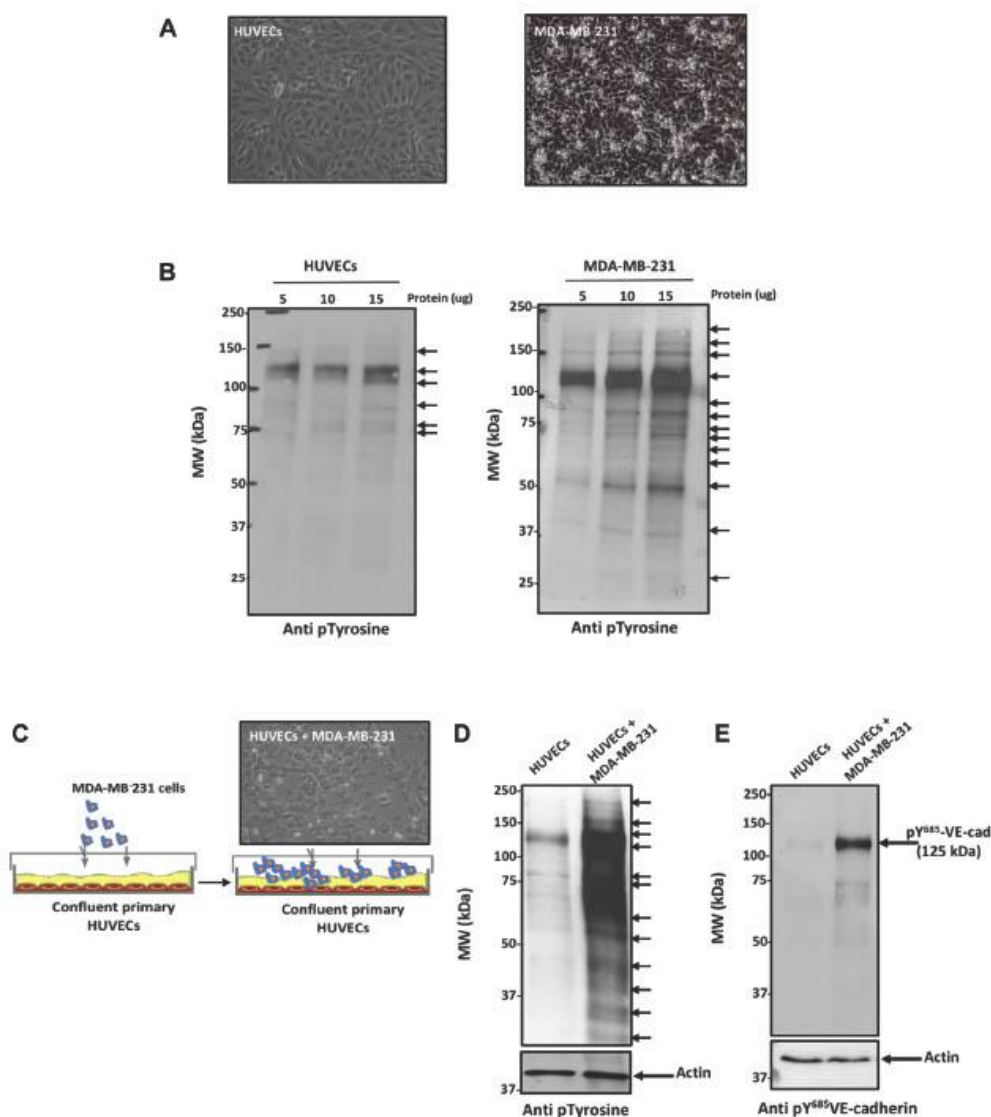 A
HUVECs
MDA-MB-231
B
HUVECs
5 10 15 Protein (ug)
250
150
100
75
50
37
25
MW (kDa)
Anti pTyrosine
MDA-MB-231
5 10 15 Protein (ug)
250
150
100
75
50
37
25
MW (kDa)
Anti pTyrosine
C
HUVECs + MDA-MB-231
MDA-MB-231 cells
Confluent primary
HUVECs
Confluent primary
HUVECs
D
HUVECs
HUVECs +
MDA-MB-231
250
150
100
75
50
37
MW (kDa)
Actin
37
Anti pTyrosine
E
HUVECs
HUVECs +
MDA-MB-231
250
150
100
75
50
37
MW (kDa)
pY⁶⁸⁵-VE-cad
(125 kDa)
Actin
37
Anti pY⁶⁸⁵VE-cadherin